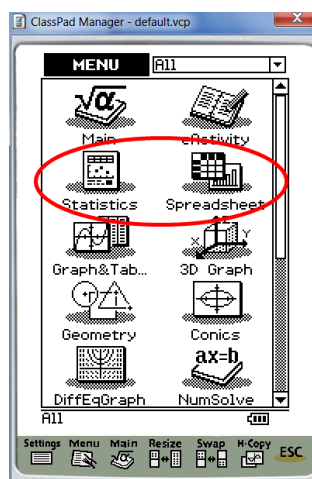 ClassPad Manager - default.vcp
MENU All
√α
Main eActivity
Statistics Spreadsheet
Graph&Tab... 3D Graph
X Y
Geometry Conics
ax=b
DiffEqGraph NumSolve
All
Settings Menu Main Resize Swap H-Copy ESC